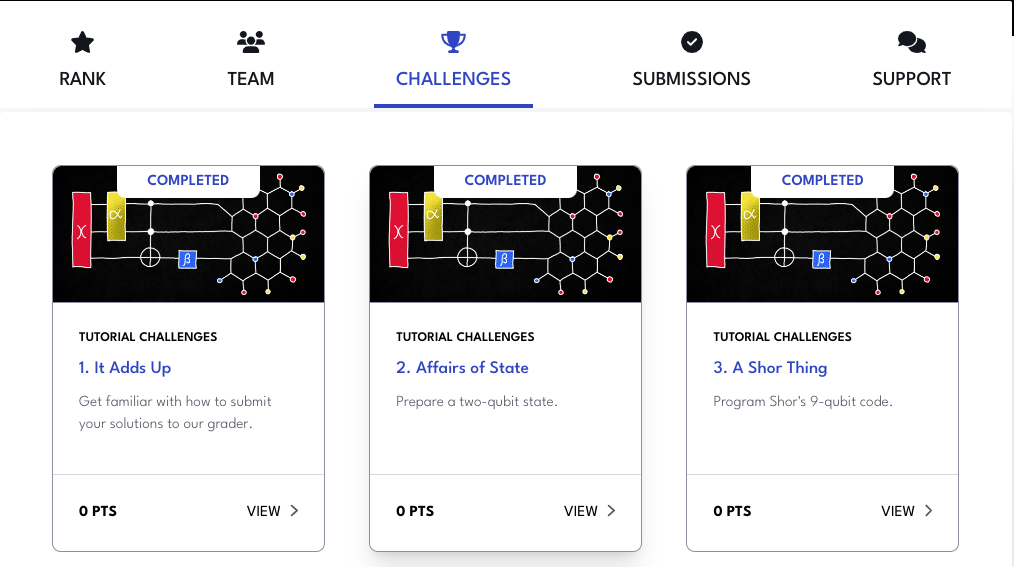 RANK
TEAM
CHALLENGES
SUBMISSIONS
SUPPORT
COMPLETED
α
β
TUTORIAL CHALLENGES
1. It Adds Up
Get familiar with how to submit
your solutions to our grader.
0 PTS
VIEW
COMPLETED
α
β
TUTORIAL CHALLENGES
2. Affairs of State
Prepare a two-qubit state.
0 PTS
VIEW
COMPLETED
α
β
TUTORIAL CHALLENGES
3. A Shor Thing
Program Shor's 9-qubit code.
0 PTS
VIEW